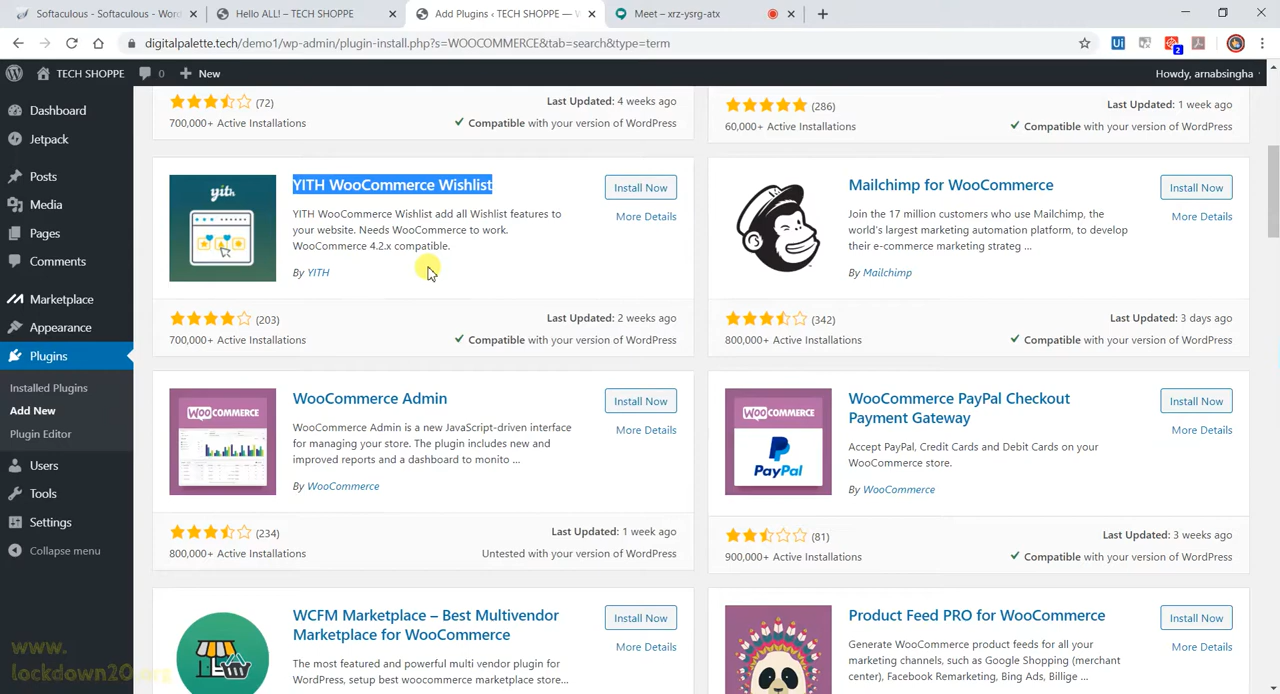 Softaculous - Softaculous - Wor
Hello ALL! – TECH SHOPPE
Add Plugins ‹ TECH SHOPPE — W
Meet – xrz-ysrg-atx
digitalpalette.tech/demo1/wp-admin/plugin-install.php?s=WOOCOMMERCE&tab=search&type=term
Ui
2
TECH SHOPPE
0
New
Howdy, arnabsingha
Dashboard
Jetpack
Posts
Media
Pages
Comments
Marketplace
Appearance
Plugins
Installed Plugins
Add New
Plugin Editor
Users
Tools
Settings
Collapse menu
(72)
Last Updated: 4 weeks ago
700,000+ Active Installations
Compatible with your version of WordPress
(286)
Last Updated: 1 week ago
60,000+ Active Installations
Compatible with your version of WordPress
yith
YITH WooCommerce Wishlist
Install Now
More Details
YITH WooCommerce Wishlist add all Wishlist features to
your website. Needs WooCommerce to work.
WooCommerce 4.2.x compatible.
By YITH
(203)
Last Updated: 2 weeks ago
700,000+ Active Installations
Compatible with your version of WordPress
Mailchimp for WooCommerce
Install Now
More Details
Join the 17 million customers who use Mailchimp, the
world's largest marketing automation platform, to develop
their e-commerce marketing strateg ...
By Mailchimp
(342)
Last Updated: 3 days ago
800,000+ Active Installations
Compatible with your version of WordPress
WOOCOMMERCE
WooCommerce Admin
Install Now
More Details
WooCommerce Admin is a new JavaScript-driven interface
for managing your store. The plugin includes new and
improved reports and a dashboard to monito ...
By WooCommerce
(234)
Last Updated: 1 week ago
800,000+ Active Installations
Untested with your version of WordPress
WOOCOMMERCE
PayPal
WooCommerce PayPal Checkout
Payment Gateway
Install Now
More Details
Accept PayPal, Credit Cards and Debit Cards on your
WooCommerce store.
By WooCommerce
(81)
Last Updated: 3 weeks ago
900,000+ Active Installations
Compatible with your version of WordPress
WCFM Marketplace – Best Multivendor
Marketplace for WooCommerce
Install Now
More Details
The most featured and powerful multi vendor plugin for
WordPress, setup best woocommerce marketplace store...
Product Feed PRO for WooCommerce
Install Now
More Details
Generate WooCommerce product feeds for all your
marketing channels, such as Google Shopping (merchant
center), Facebook Remarketing, Bing Ads, Billige ...
www.
lockdown20.org